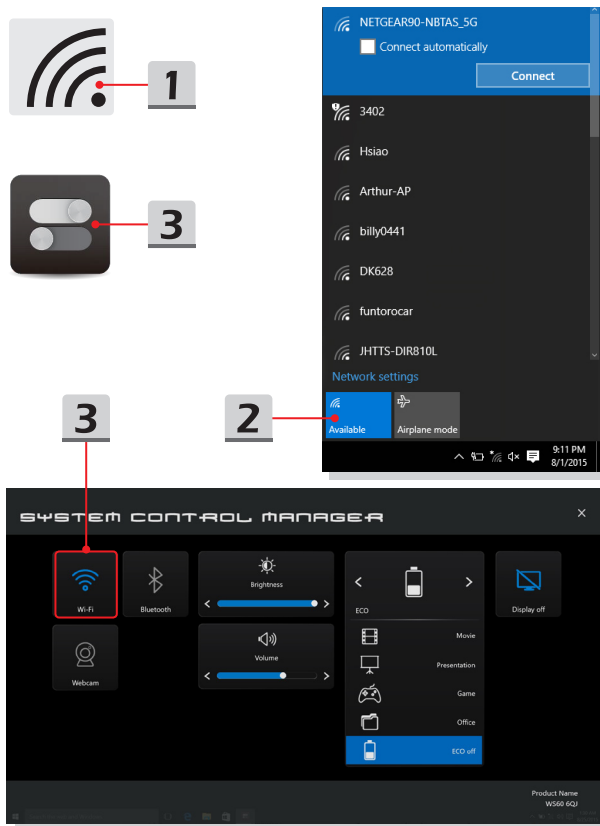 1
3
NETGEAR90-NBTAS_5G
Connect automatically
Connect
3402
Hsiao
Arthur-AP
billy0441
DK628
funtorocar
JHTTS-DIR810L
Network settings
Available
Airplane mode
9:11 PM
8/1/2015
3
2
SYSTEM CONTROL MANAGER
Wi-Fi
Bluetooth
Brightness
ECO
Display off
Webcam
Volume
Movie
Presentation
Game
Office
ECO off
Product Name
WS60 6QJ